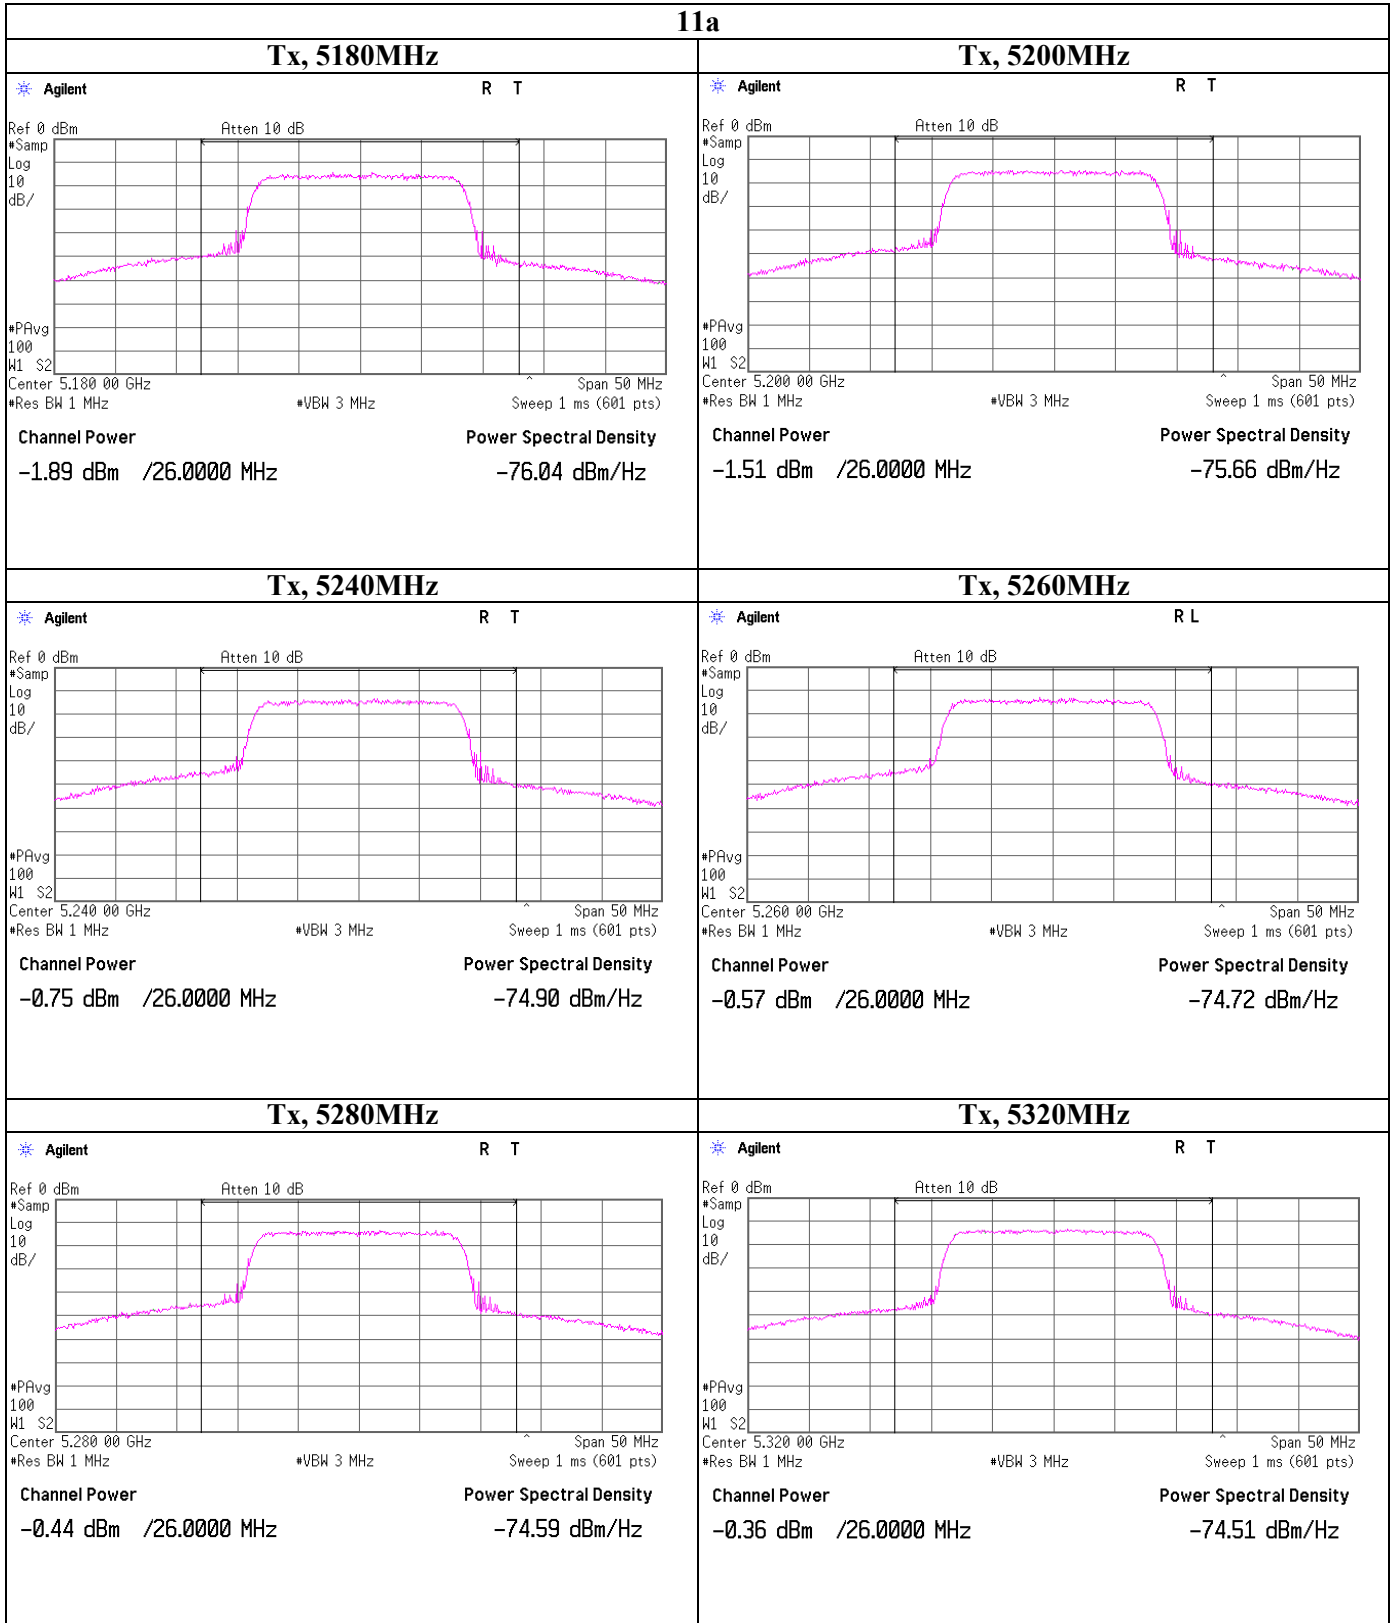 11a
Tx, 5180MHz
Agilent R T
Ref 0 dBm Atten 10 dB
#Samp
Log
10
dB/
#PAvg
100
W1 S2
Center 5.180 00 GHz Span 50 MHz
#Res BW 1 MHz #VBW 3 MHz Sweep 1 ms (601 pts)
Channel Power Power Spectral Density
-1.89 dBm /26.0000 MHz -76.04 dBm/Hz
Tx, 5200MHz
Agilent R T
Ref 0 dBm Atten 10 dB
#Samp
Log
10
dB/
#PAvg
100
W1 S2
Center 5.200 00 GHz Span 50 MHz
#Res BW 1 MHz #VBW 3 MHz Sweep 1 ms (601 pts)
Channel Power Power Spectral Density
-1.51 dBm /26.0000 MHz -75.66 dBm/Hz
Tx, 5240MHz
Agilent R T
Ref 0 dBm Atten 10 dB
#Samp
Log
10
dB/
#PAvg
100
W1 S2
Center 5.240 00 GHz Span 50 MHz
#Res BW 1 MHz #VBW 3 MHz Sweep 1 ms (601 pts)
Channel Power Power Spectral Density
-0.75 dBm /26.0000 MHz -74.90 dBm/Hz
Tx, 5260MHz
Agilent R L
Ref 0 dBm Atten 10 dB
#Samp
Log
10
dB/
#PAvg
100
W1 S2
Center 5.260 00 GHz Span 50 MHz
#Res BW 1 MHz #VBW 3 MHz Sweep 1 ms (601 pts)
Channel Power Power Spectral Density
-0.57 dBm /26.0000 MHz -74.72 dBm/Hz
Tx, 5280MHz
Agilent R T
Ref 0 dBm Atten 10 dB
#Samp
Log
10
dB/
#PAvg
100
W1 S2
Center 5.280 00 GHz Span 50 MHz
#Res BW 1 MHz #VBW 3 MHz Sweep 1 ms (601 pts)
Channel Power Power Spectral Density
-0.44 dBm /26.0000 MHz -74.59 dBm/Hz
Tx, 5320MHz
Agilent R T
Ref 0 dBm Atten 10 dB
#Samp
Log
10
dB/
#PAvg
100
W1 S2
Center 5.320 00 GHz Span 50 MHz
#Res BW 1 MHz #VBW 3 MHz Sweep 1 ms (601 pts)
Channel Power Power Spectral Density
-0.36 dBm /26.0000 MHz -74.51 dBm/Hz